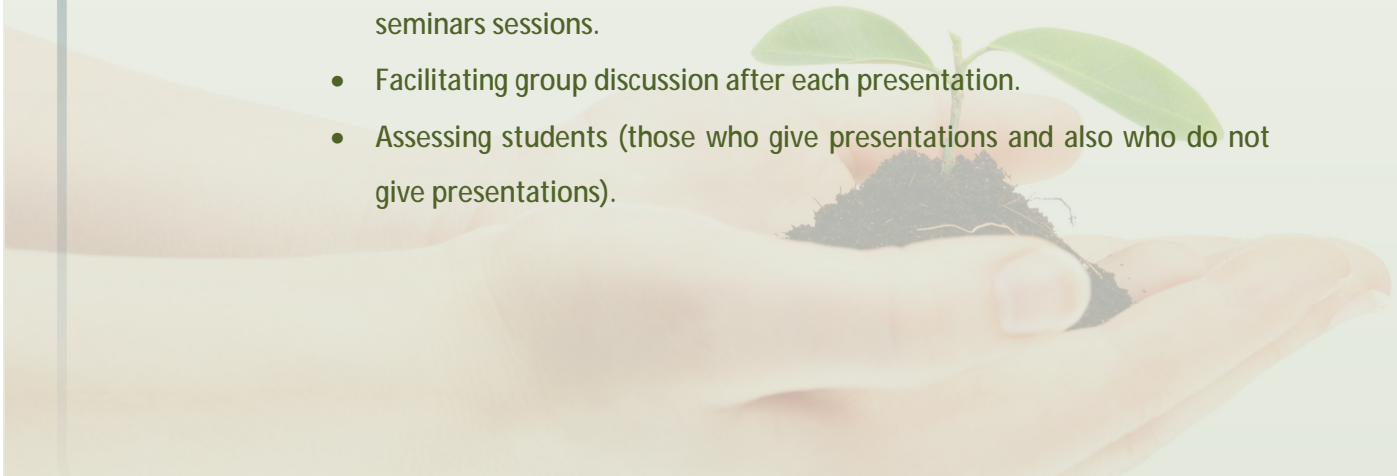 seminars sessions.
• Facilitating group discussion after each presentation.
• Assessing students (those who give presentations and also who do not
give presentations).